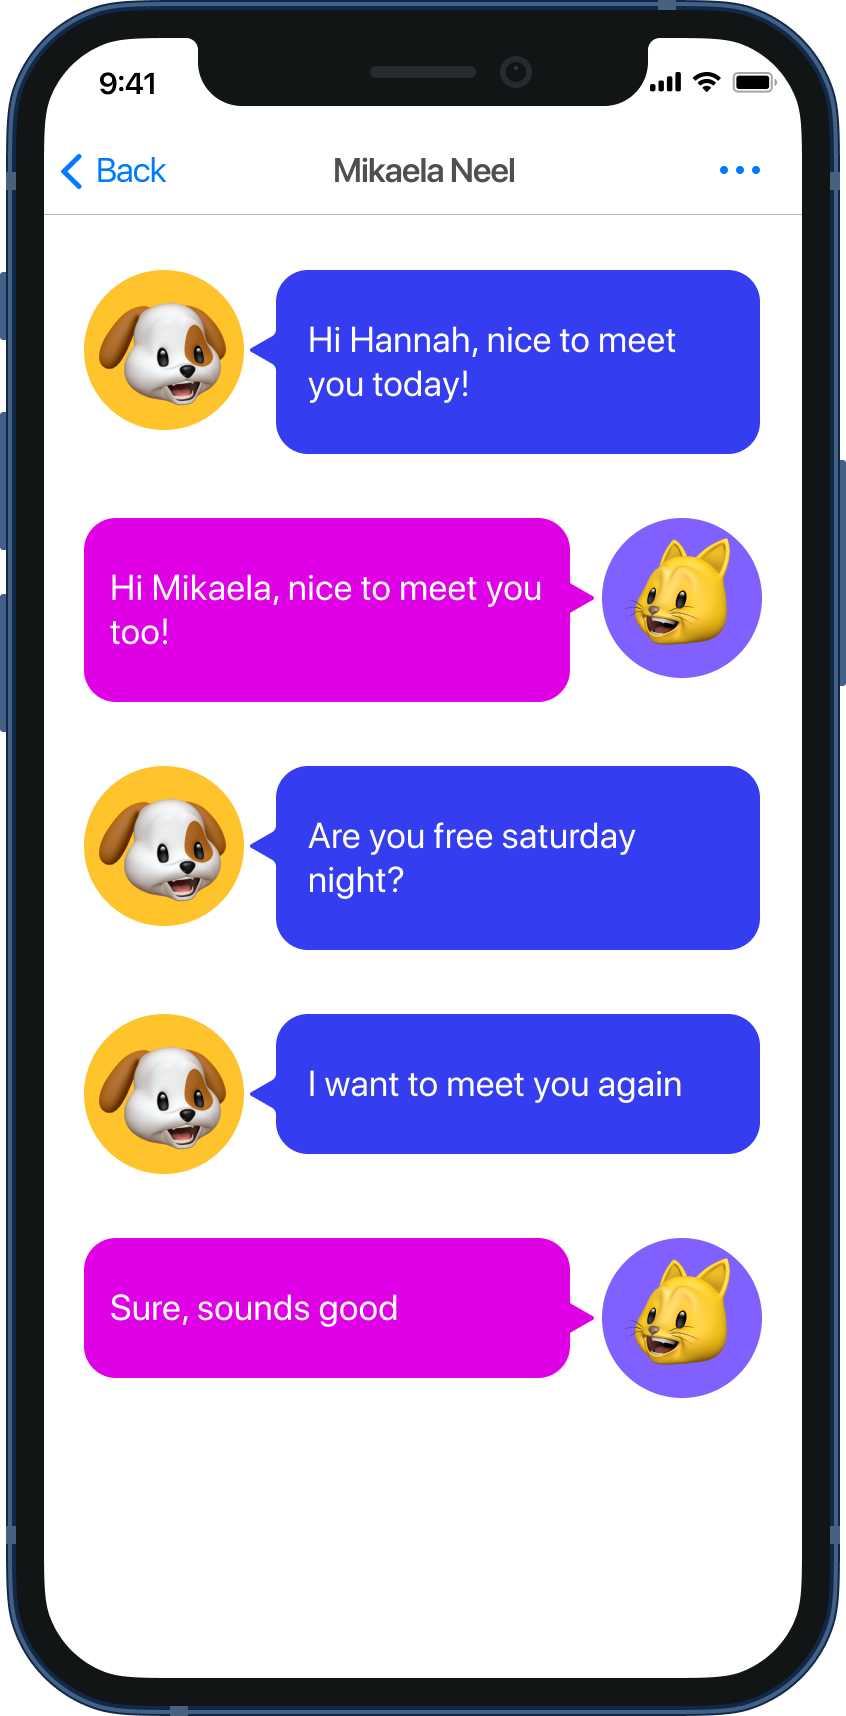 9:41
Back
Mikaela Neel
Hi Hannah, nice to meet
you today!
Hi Mikaela, nice to meet you
too!
Are you free saturday
night?
I want to meet you again
Sure, sounds good